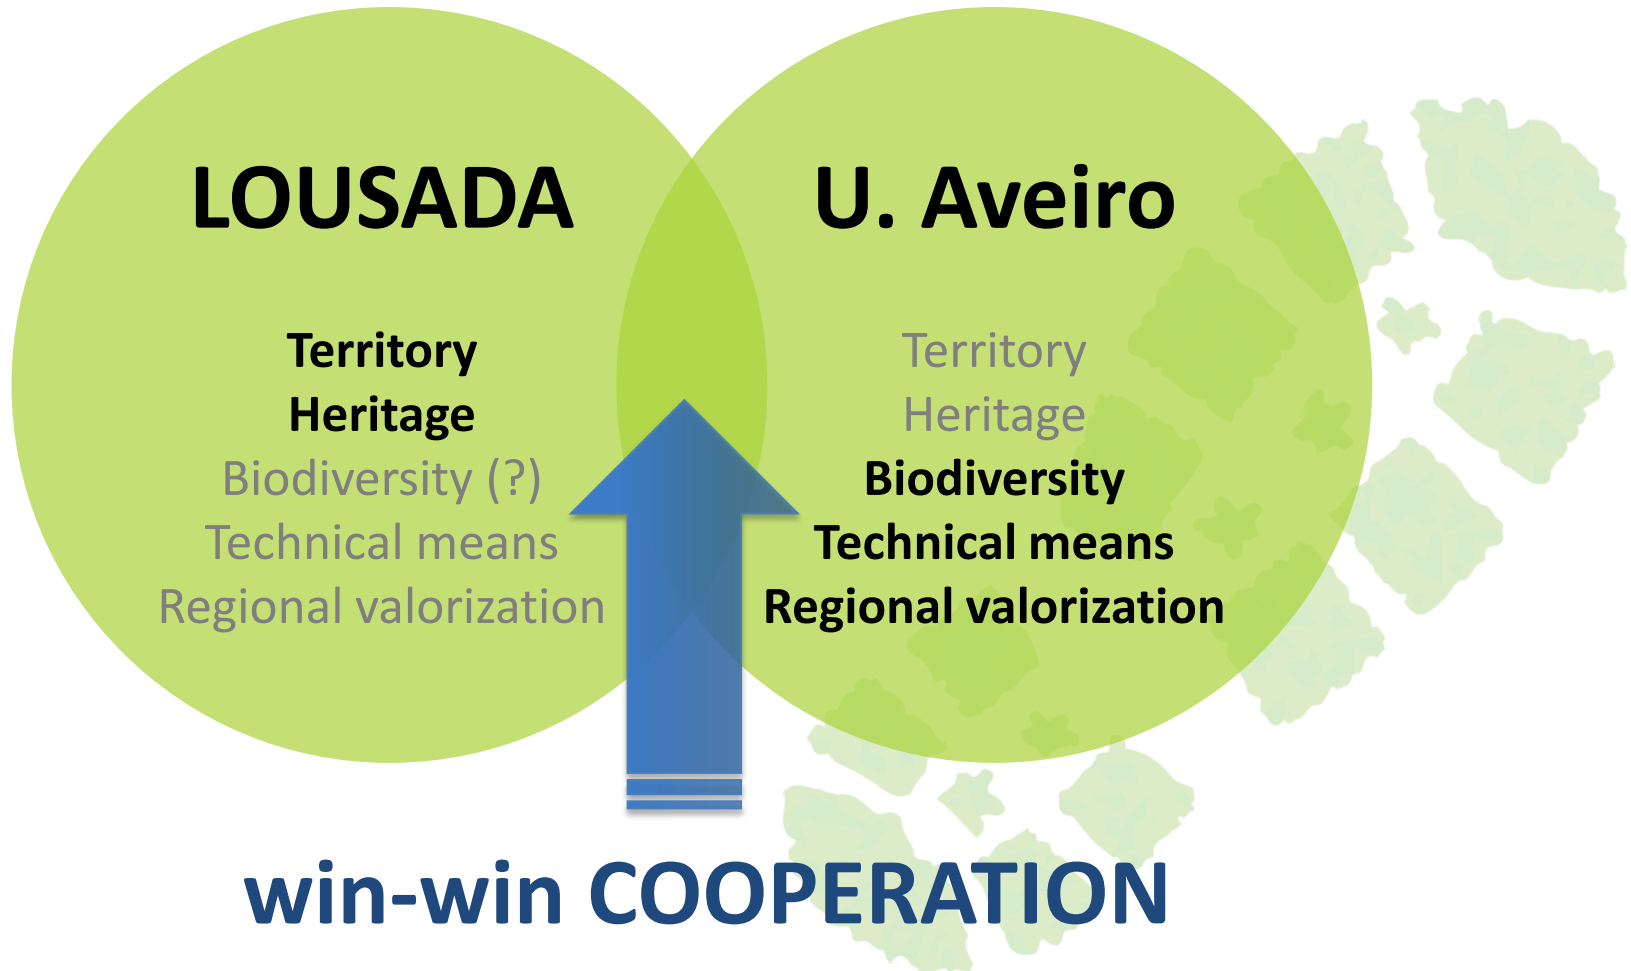 LOUSADA
Territory
Heritage
Biodiversity (?)
Technical means
Regional valorization
U. Aveiro
Territory
Heritage
Biodiversity
Technical means
Regional valorization
win-win COOPERATION